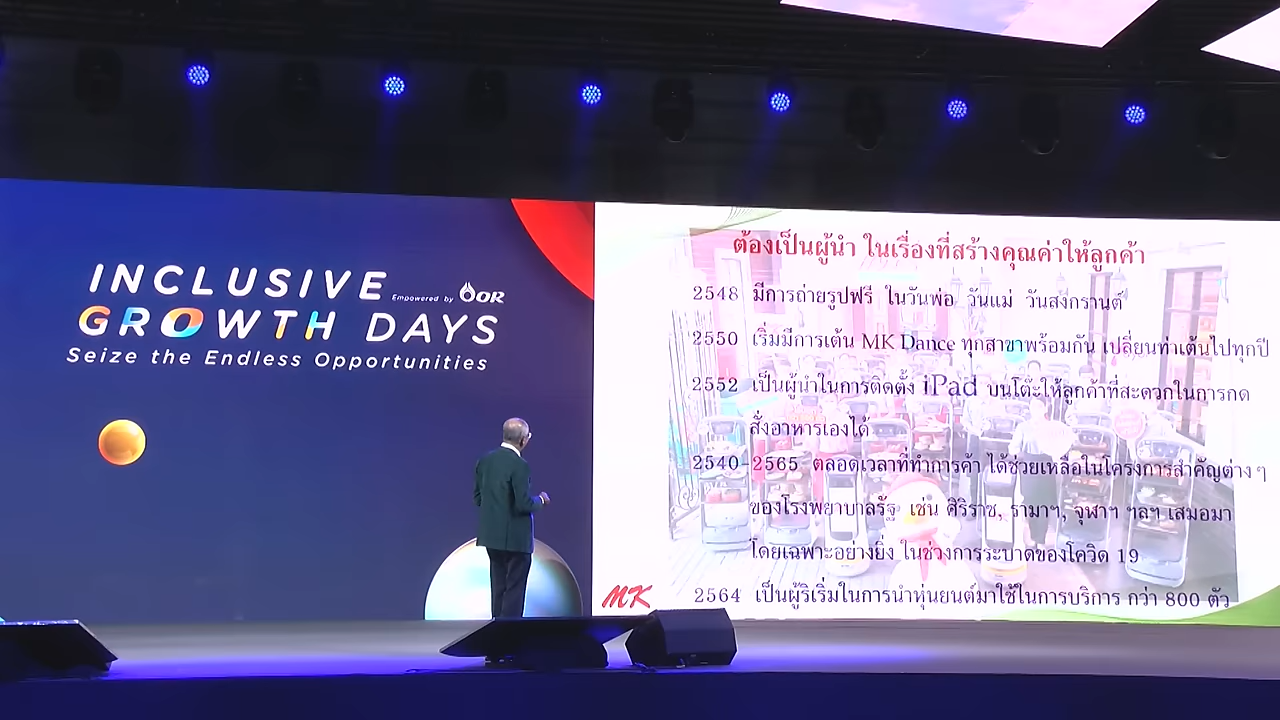 INCLUSIVE
Empowered by OR
GROWTH DAYS
Seize the Endless Opportunities
ต้องเป็นผู้นำ ในเรื่องที่สร้างคุณค่าให้ลูกค้า
2548 มีการถ่ายรูปฟรี ในวันพ่อ วันแม่ วันสงกรานต์
2550 เริ่มมีการเต้น MK Dance ทุกสาขาพร้อมกัน เปลี่ยนท่าเต้นไปทุกปี
2552 เป็นผู้นำในการติดตั้ง iPad บนโต๊ะให้ลูกค้าที่สะดวกในการกด
สั่งอาหารเองได้
2540-2565 ตลอดเวลาที่ทำการค้า ได้ช่วยเหลือในโครงการสำคัญต่าง ๆ
ของโรงพยาบาลรัฐ เช่น ศิริราช, รามาฯ, จุฬาฯ ฯลฯ เสมอมา
โดยเฉพาะอย่างยิ่ง ในช่วงการระบาดของโควิด 19
2564 เป็นผู้ริเริ่มในการนำหุ่นยนต์มาใช้ในการบริการ กว่า 800 ตัว
MK